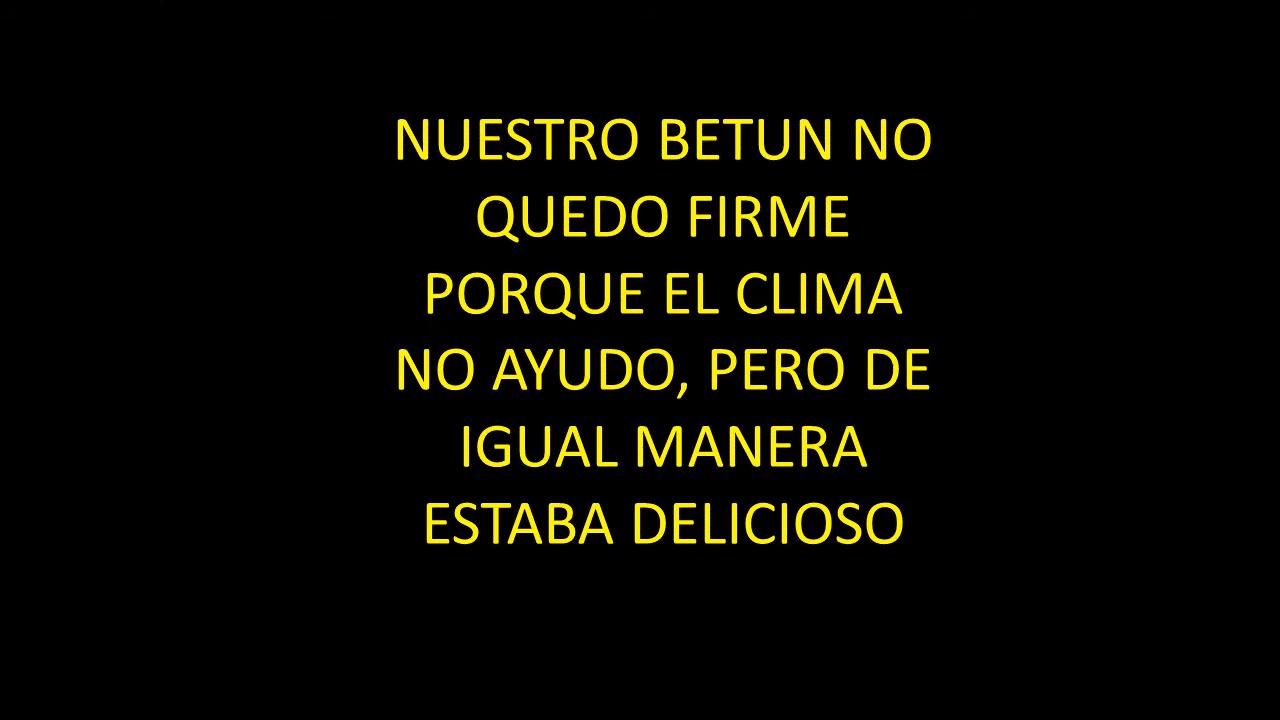 NUESTRO BETUN NO
QUEDO FIRME
PORQUE EL CLIMA
NO AYUDO, PERO DE
IGUAL MANERA
ESTABA DELICIOSO